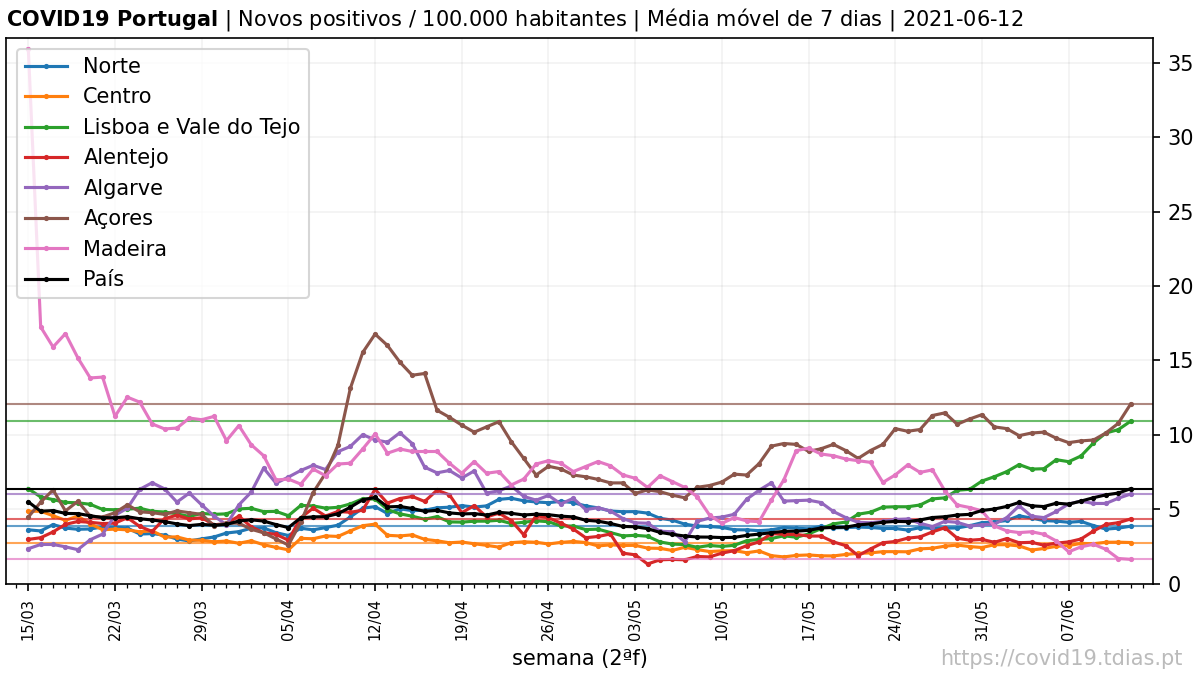 COVID19 Portugal | Novos positivos / 100.000 habitantes | Média móvel de 7 dias | 2021-06-12
Norte
Centro
Lisboa e Vale do Tejo
Alentejo
Algarve
Açores
Madeira
País
35
30
25
20
15
10
5
0
15/03
22/03
29/03
05/04
12/04
19/04
26/04
03/05
10/05
17/05
24/05
31/05
07/06
semana (2ªf)
https://covid19.tdias.pt